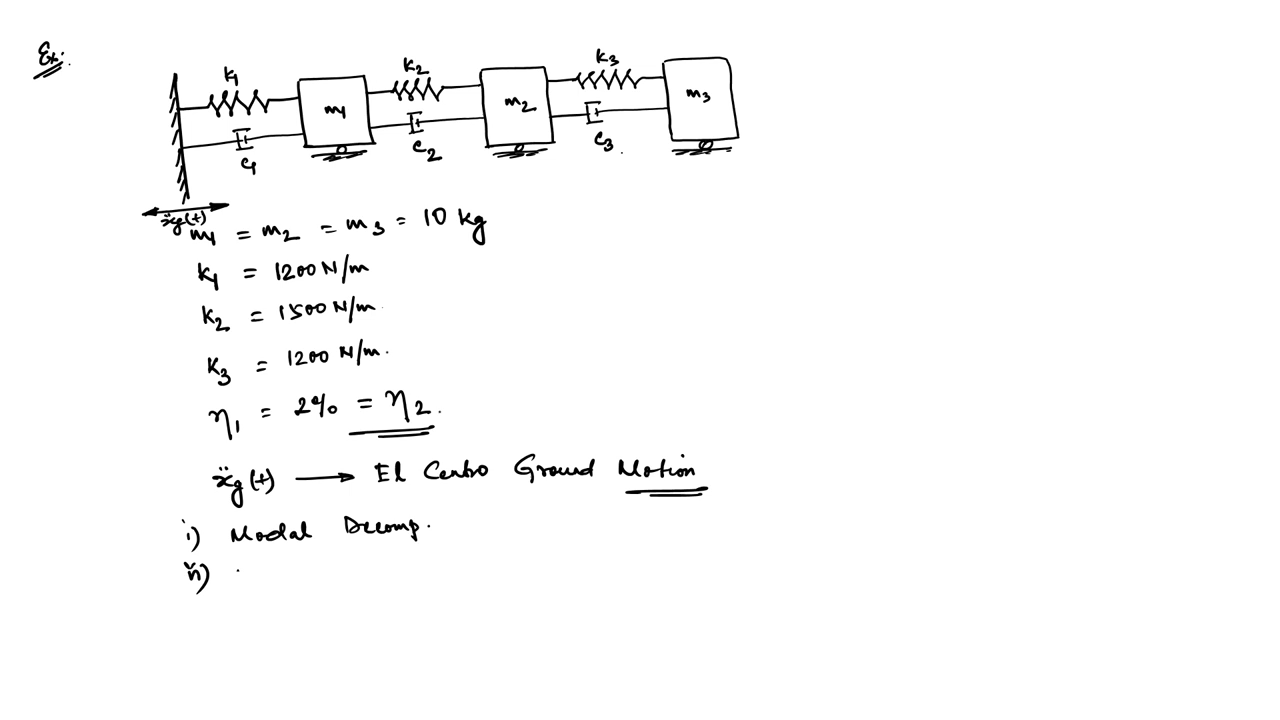 Ex:
k1 k2 k3
m1 m2 m3
c1 c2 c3
ẍg(t)
m1 = m2 = m3 = 10 kg
k1 = 1200 N/m
k2 = 1500 N/m.
k3 = 1200 N/m.
η1 = 2% = η2.
ẍg(t) → El Centro Ground Motion
i) Modal Decomp.
ii)